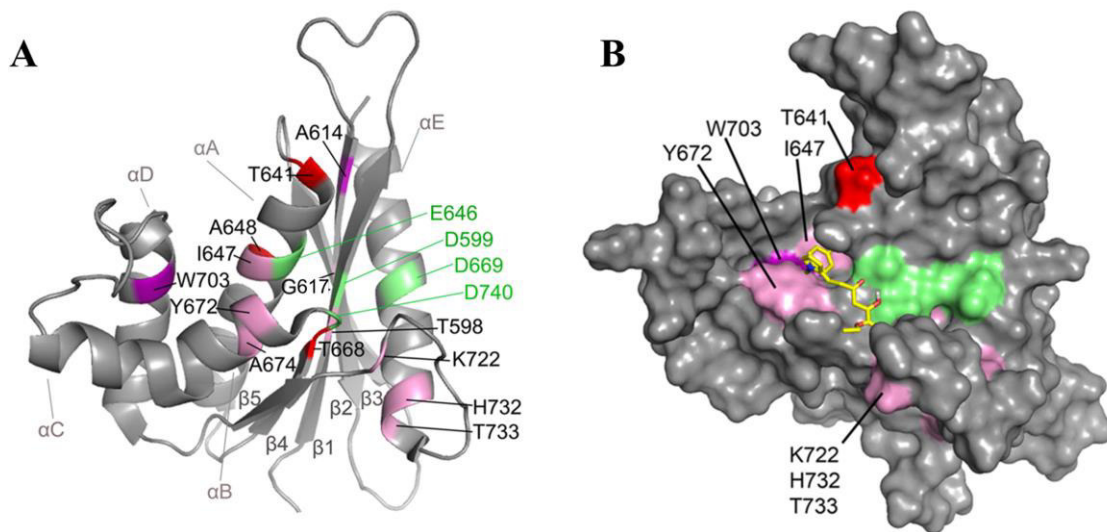 A
αE
A614
αA
T641
αD
E646
A648
I647
D599
G617
D669
W703
Y672
D740
T598
T668
K722
A674
β5
β2
β3
H732
αC
T733
β4
β1
αB
B
T641
W703
I647
Y672
K722
H732
T733